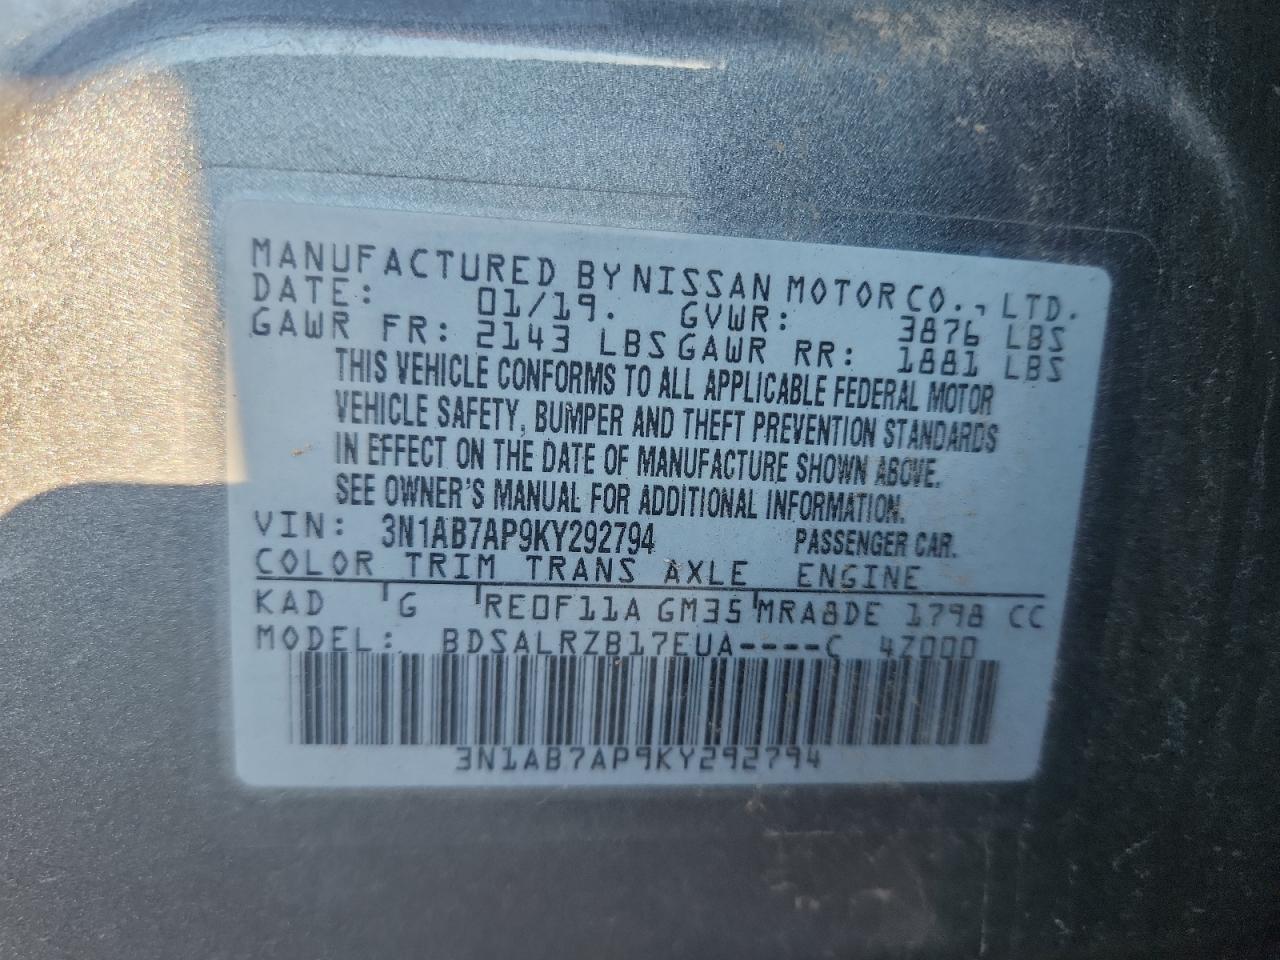 MANUFACTURED BY NISSAN MOTOR CO., LTD.
DATE: 01/19. GVWR: 3876 LBS
GAWR FR: 2143 LBS GAWR RR: 1881 LBS
THIS VEHICLE CONFORMS TO ALL APPLICABLE FEDERAL MOTOR
VEHICLE SAFETY, BUMPER AND THEFT PREVENTION STANDARDS
IN EFFECT ON THE DATE OF MANUFACTURE SHOWN ABOVE.
SEE OWNER'S MANUAL FOR ADDITIONAL INFORMATION.
VIN: 3N1AB7AP9KY292794 PASSENGER CAR.
COLOR TRIM TRANS AXLE ENGINE
KAD G RE0F11A GM35 MRA8DE 1798 CC
MODEL: BDSALRZB17EUA----C 4Z000
3N1AB7AP9KY292794